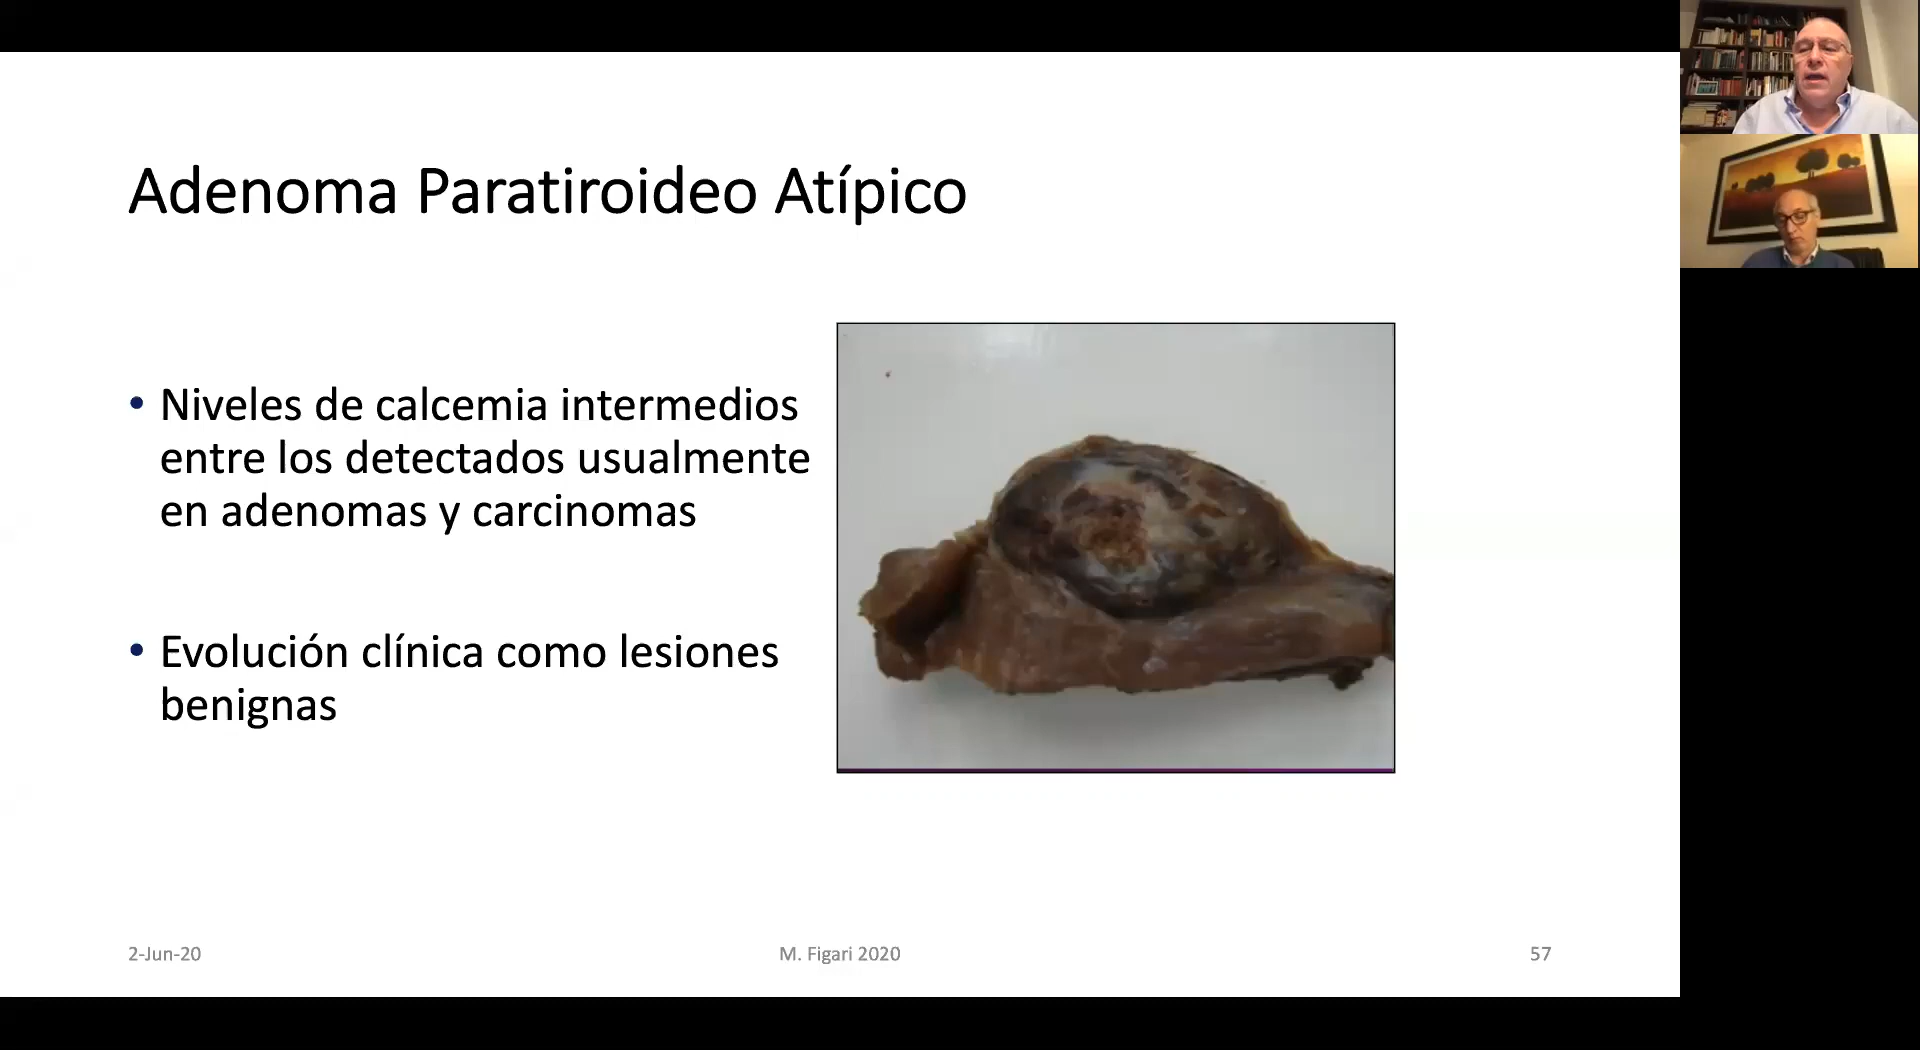 Adenoma Paratiroideo Atípico
• Niveles de calcemia intermedios
entre los detectados usualmente
en adenomas y carcinomas
• Evolución clínica como lesiones
benignas
2-Jun-20
M. Figari 2020
57